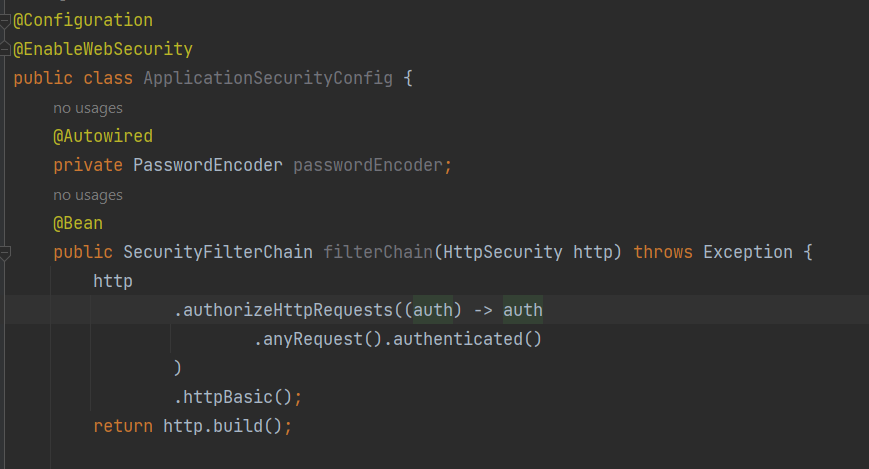 @Configuration
@EnableWebSecurity
public class ApplicationSecurityConfig {
no usages
@Autowired
private PasswordEncoder passwordEncoder;
no usages
@Bean
public SecurityFilterChain filterChain(HttpSecurity http) throws Exception {
http
.authorizeHttpRequests((auth) -> auth
.anyRequest().authenticated()
)
.httpBasic();
return http.build();